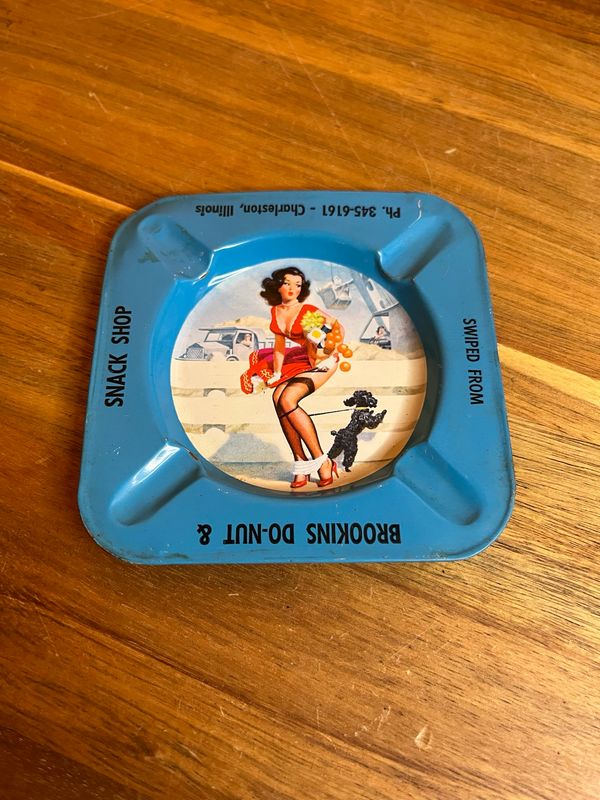 SWIPED FROM
BROOKINS DO-NUT &
SNACK SHOP
Ph. 345-6161 - Charleston, Illinois